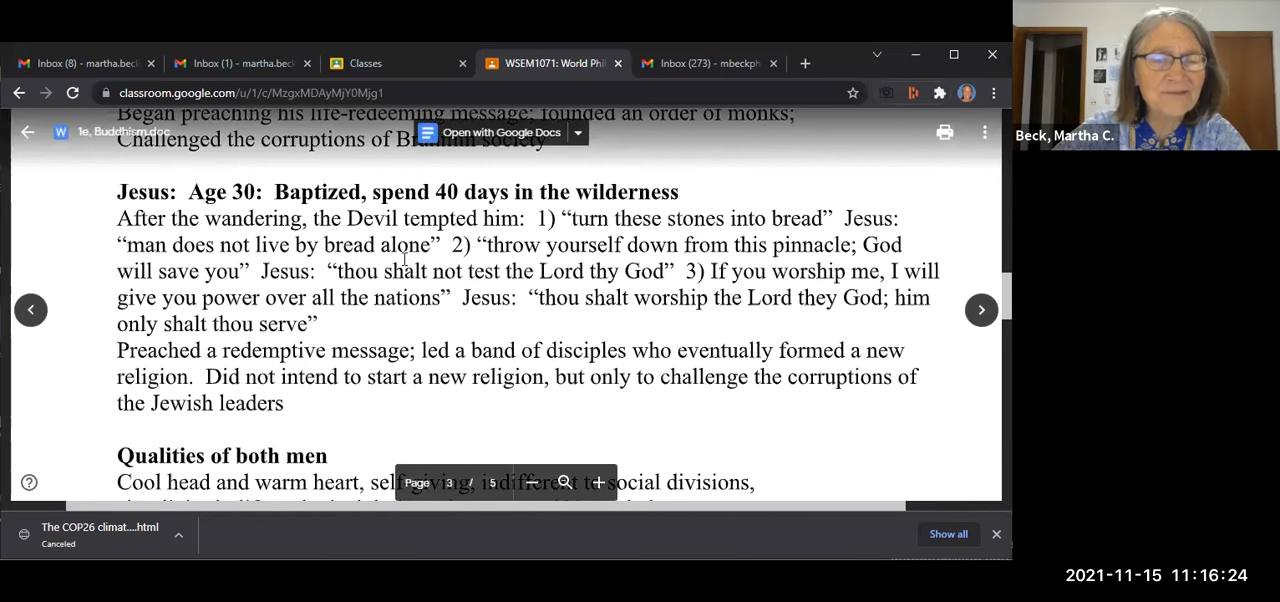 Inbox (8) - martha.bec
Inbox (1) - martha.bec
Classes
WSEM1071: World Phil
Inbox (273) - mbeckph
classroom.google.com/u/1/c/MzgxMDAyMjY0Mjg1
Began preaching his life-redeeming message; founded an order of monks;
W 1e, Buddhism.doc
Open with Google Docs
Challenged the corruptions of Brahman society
Beck, Martha C.
Jesus: Age 30: Baptized, spend 40 days in the wilderness
After the wandering, the Devil tempted him: 1) “turn these stones into bread” Jesus:
“man does not live by bread alone” 2) “throw yourself down from this pinnacle; God
will save you” Jesus: “thou shalt not test the Lord thy God” 3) If you worship me, I will
give you power over all the nations” Jesus: “thou shalt worship the Lord they God; him
only shalt thou serve”
Preached a redemptive message; led a band of disciples who eventually formed a new
religion. Did not intend to start a new religion, but only to challenge the corruptions of
the Jewish leaders
Qualities of both men
Cool head and warm heart, self-giving, indifferent to social divisions,
Page 3 / 5
The COP26 climat....html
Canceled
Show all
2021-11-15 11:16:24